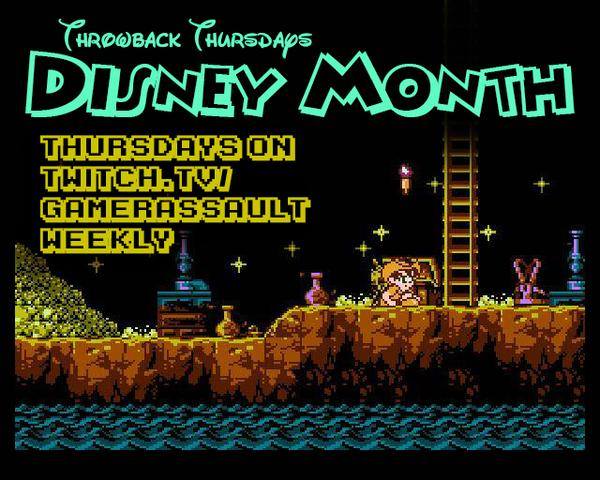 Throwback Thursdays
Disney Month
THURSDAYS ON
TWITCH.TV/
GAMERASSAULT
WEEKLY